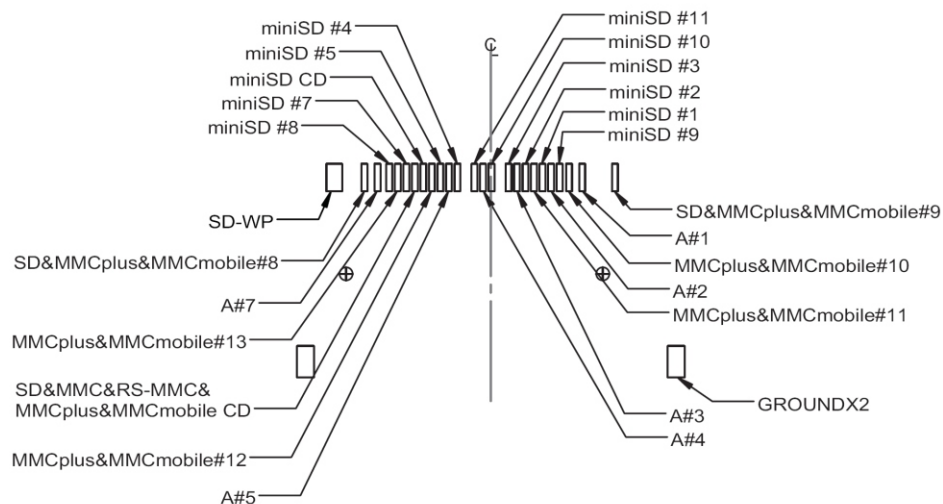 miniSD #4
miniSD #5
miniSD CD
miniSD #7
miniSD #8
℄
miniSD #11
miniSD #10
miniSD #3
miniSD #2
miniSD #1
miniSD #9
SD-WP
SD&MMCplus&MMCmobile#8
A#7
MMCplus&MMCmobile#13
SD&MMC&RS-MMC&
MMCplus&MMCmobile CD
MMCplus&MMCmobile#12
A#5
SD&MMCplus&MMCmobile#9
A#1
MMCplus&MMCmobile#10
A#2
MMCplus&MMCmobile#11
GROUNDX2
A#3
A#4